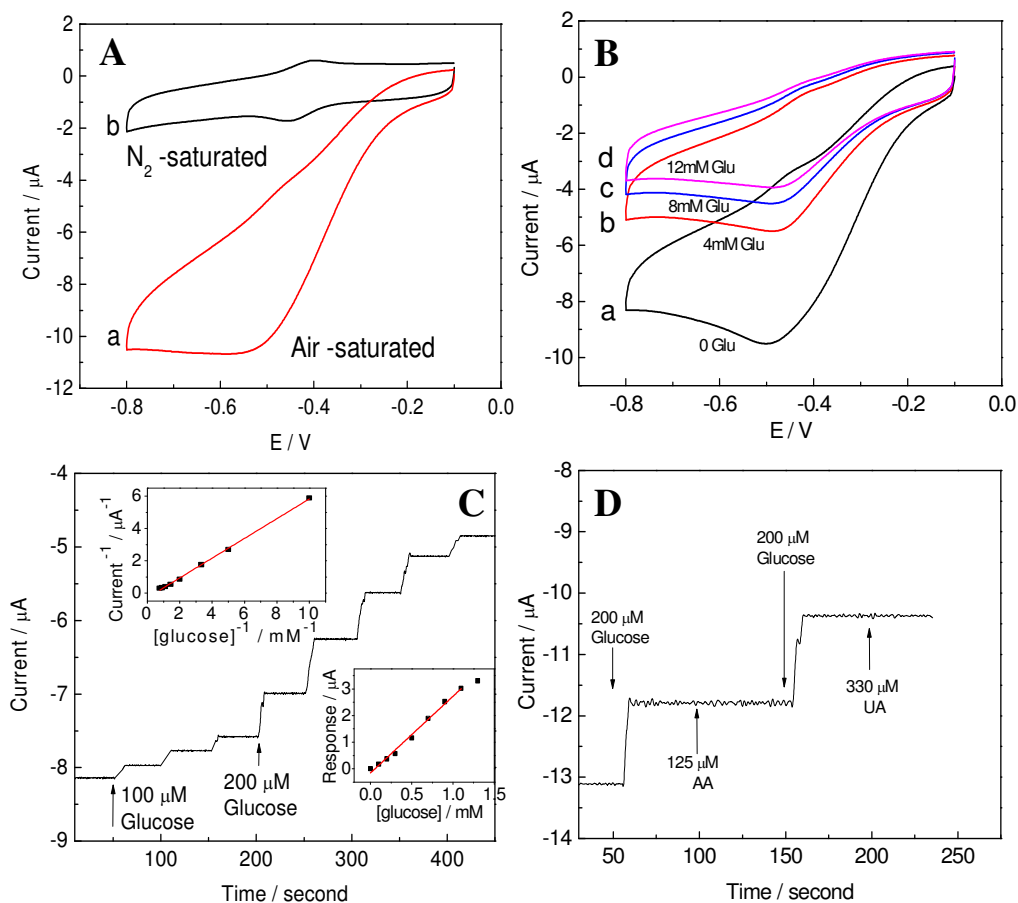 A
2
0
-2
-4
-6
-8
-10
-12
Current / μA
b
N2 -saturated
a
Air -saturated
-0.8
-0.6
-0.4
-0.2
0.0
E / V
B
2
0
-2
-4
-6
-8
-10
Current / μA
d
12mM Glu
c
8mM Glu
b
4mM Glu
a
0 Glu
-0.8
-0.6
-0.4
-0.2
0.0
E / V
C
-4
-5
-6
-7
-8
-9
Current / μA
6
4
2
0
Current-1 / μA-1
0 2 4 6 8 10
[glucose]-1 / mM-1
3
2
1
0
Response / μA
0.0 0.5 1.0 1.5
[glucose] / mM
100 μM
Glucose
200 μM
Glucose
100 200 300 400
Time / second
D
-8
-9
-10
-11
-12
-13
-14
Current / μA
200 μM
Glucose
200 μM
Glucose
125 μM
AA
330 μM
UA
50 100 150 200 250
Time / second